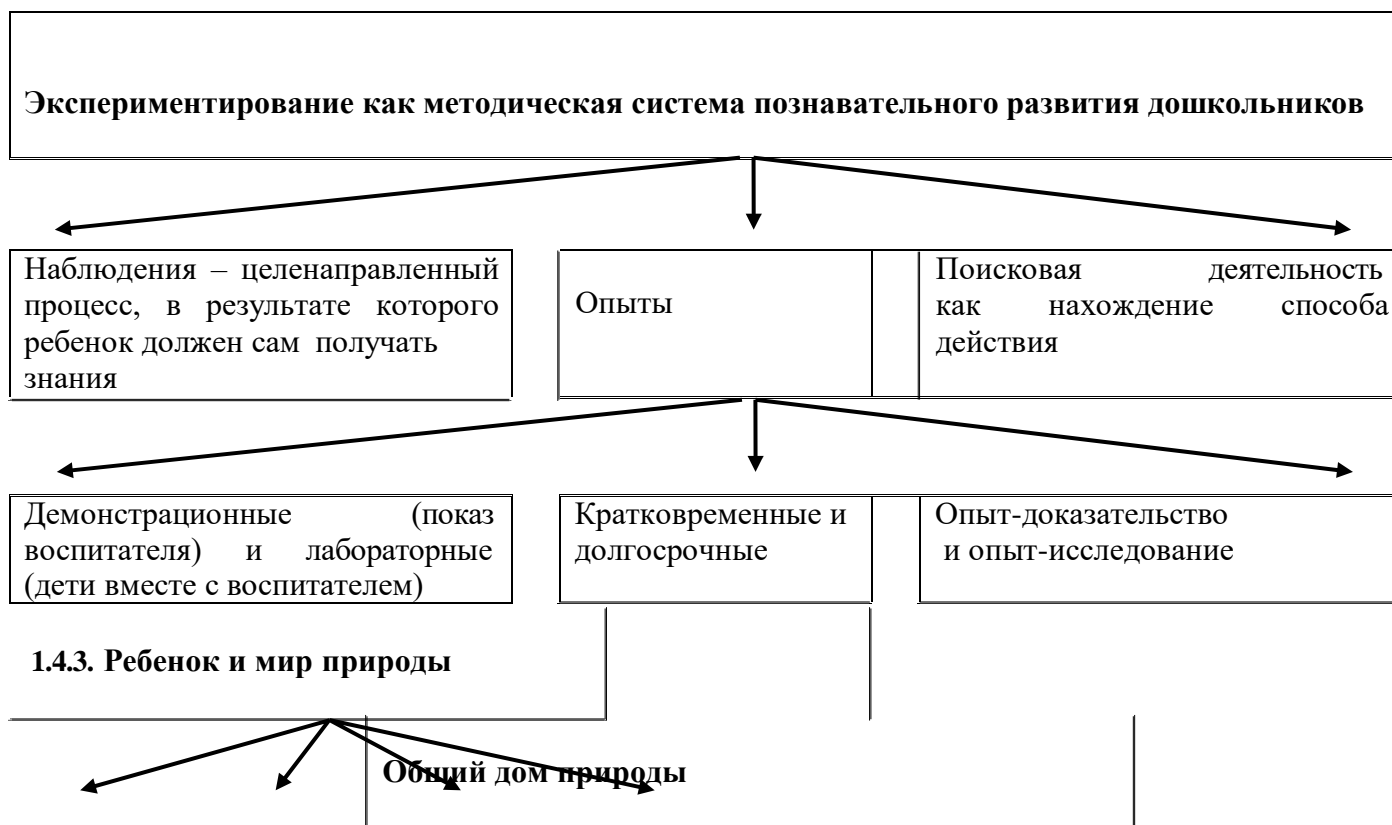 Экспериментирование как методическая система познавательного развития дошкольников
Наблюдения – целенаправленный
процесс, в результате которого
ребенок должен сам получать
знания
Опыты
Поисковая деятельность
как нахождение способа
действия
Демонстрационные (показ
воспитателя) и лабораторные
(дети вместе с воспитателем)
Кратковременные и
долгосрочные
Опыт-доказательство
и опыт-исследование
1.4.3. Ребенок и мир природы
Общий дом природы